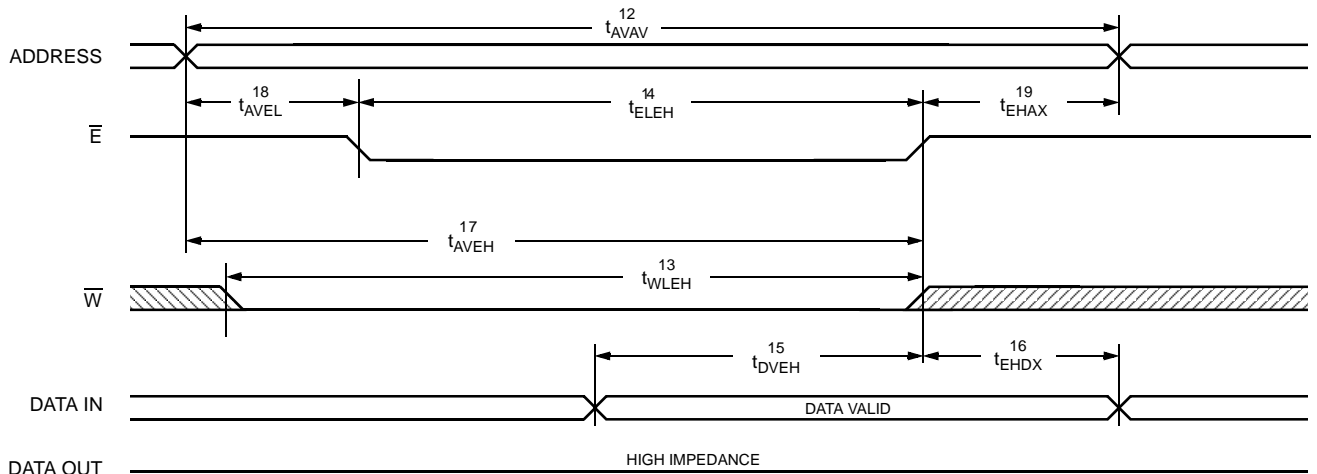 12
tAVAV
ADDRESS
18
tAVEL
14
tELEH
19
tEHAX
E
17
tAVEH
13
tWLEH
W
15
tDVEH
16
tEHDX
DATA IN
DATA VALID
DATA OUT
HIGH IMPEDANCE